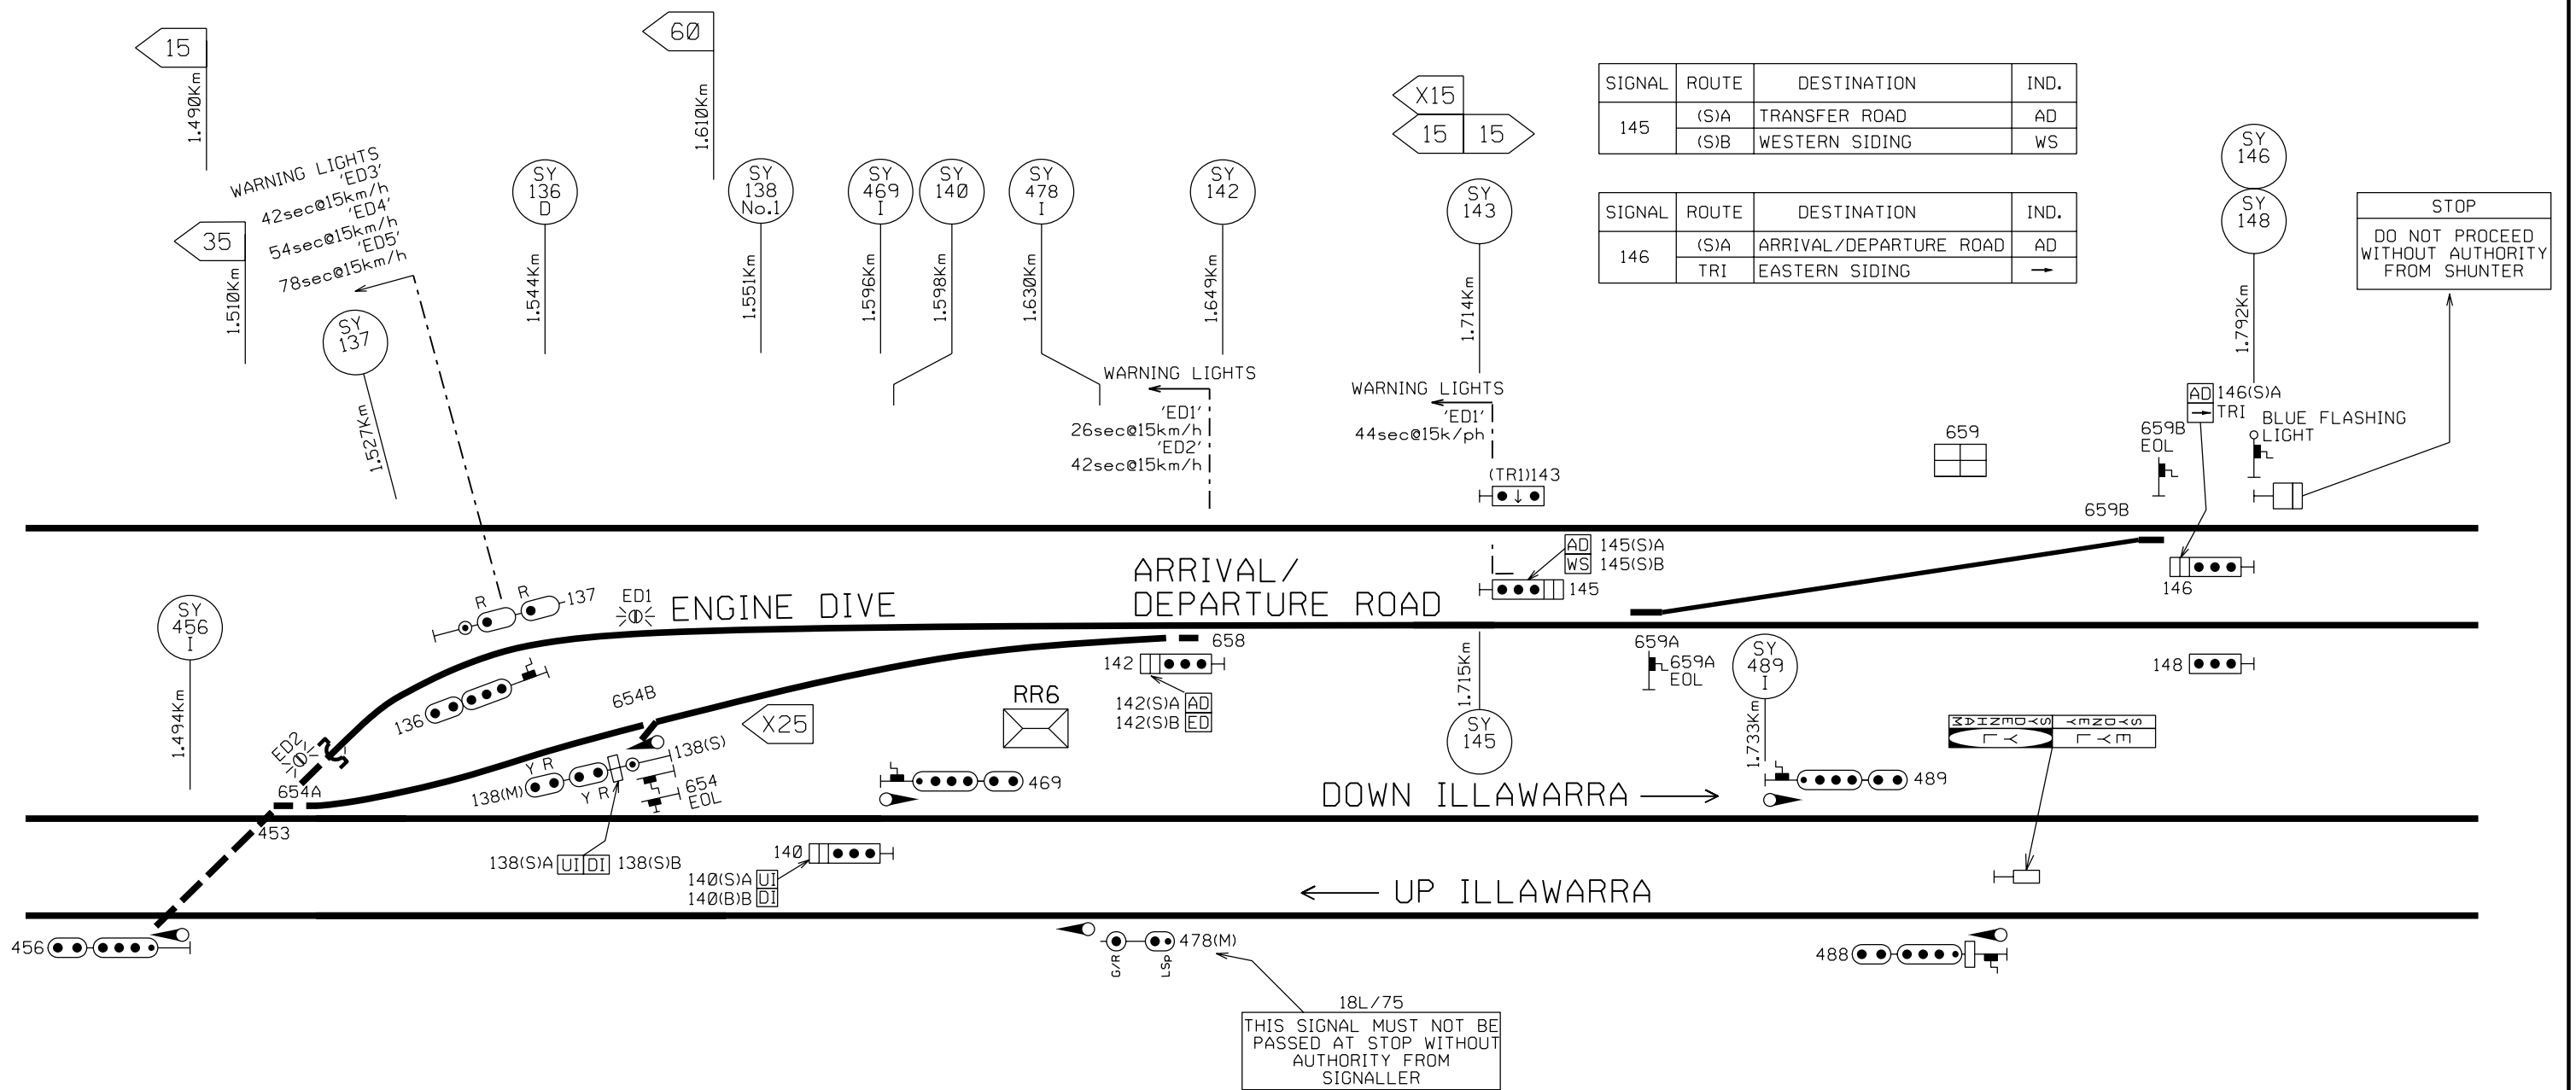 15
1.490Km
60
1.610Km
X15
15 15
SIGNAL ROUTE DESTINATION IND.
145 (S)A TRANSFER ROAD AD
(S)B WESTERN SIDING WS
SIGNAL ROUTE DESTINATION IND.
146 (S)A ARRIVAL/DEPARTURE ROAD AD
TRI EASTERN SIDING
STOP
DO NOT PROCEED
WITHOUT AUTHORITY
FROM SHUNTER
WARNING LIGHTS
'ED3'
42sec@15km/h
'ED4'
54sec@15km/h
'ED5'
78sec@15km/h
35
1.510Km
SY
137
1.527Km
SY
136
D
1.544Km
SY
138
No.1
1.551Km
SY
469
I
1.596Km
SY
140
1.598Km
SY
478
I
1.630Km
SY
142
1.649Km
SY
143
1.714Km
SY
146
SY
148
1.792Km
WARNING LIGHTS
'ED1'
26sec@15km/h
'ED2'
42sec@15km/h
WARNING LIGHTS
'ED1'
44sec@15k/ph
(TR1)143
659
659B
EOL
AD 146(S)A
TRI
BLUE FLASHING
LIGHT
659B
146
AD 145(S)A
WS 145(S)B
145
R R 137
ED1
ENGINE DIVE
ARRIVAL/
DEPARTURE ROAD
SY
456
I
1.494Km
658
142
142(S)A AD
142(S)B ED
659A
659A
EOL
148
1.715Km
SY
145
SY
489
I
1.733Km
136
654B
X25
RR6
ED2
654A
453
138(S)
Y R
138(M)
Y R
654
EOL
469
489
SYDENHAM
SYDNEY
Y L
Y L
DOWN ILLAWARRA
138(S)A UI DI 138(S)B
140
140(S)A UI
140(B)B DI
UP ILLAWARRA
456
478(M)
G/R
LSp
488
18L/75
THIS SIGNAL MUST NOT BE
PASSED AT STOP WITHOUT
AUTHORITY FROM
SIGNALLER